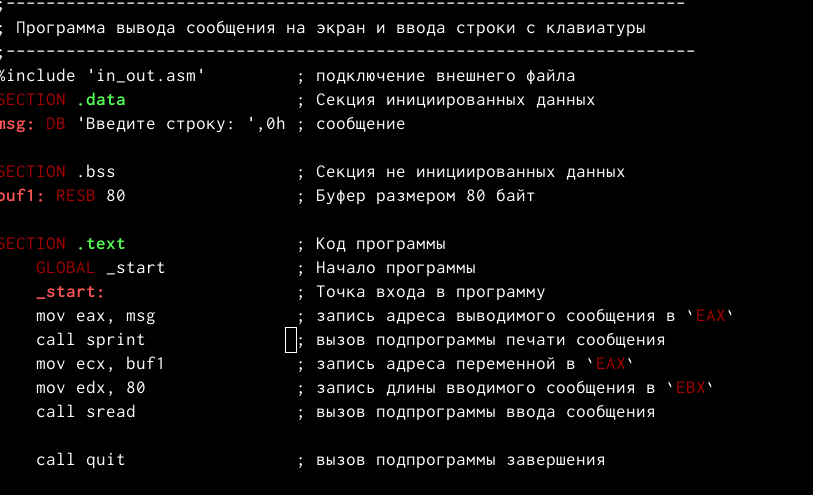 ;--------------------------------------------------------------------
; Программа вывода сообщения на экран и ввода строки с клавиатуры
;---------------------------------------------------------------------
%include 'in_out.asm' ; подключение внешнего файла
SECTION .data ; Секция инициированных данных
msg: DB 'Введите строку: ',0h ; сообщение
SECTION .bss ; Секция не инициированных данных
buf1: RESB 80 ; Буфер размером 80 байт
SECTION .text ; Код программы
GLOBAL _start ; Начало программы
_start: ; Точка входа в программу
mov eax, msg ; запись адреса выводимого сообщения в `EAX`
call sprint ; вызов подпрограммы печати сообщения
mov ecx, buf1 ; запись адреса переменной в `EAX`
mov edx, 80 ; запись длины вводимого сообщения в `EBX`
call sread ; вызов подпрограммы ввода сообщения
call quit ; вызов подпрограммы завершения